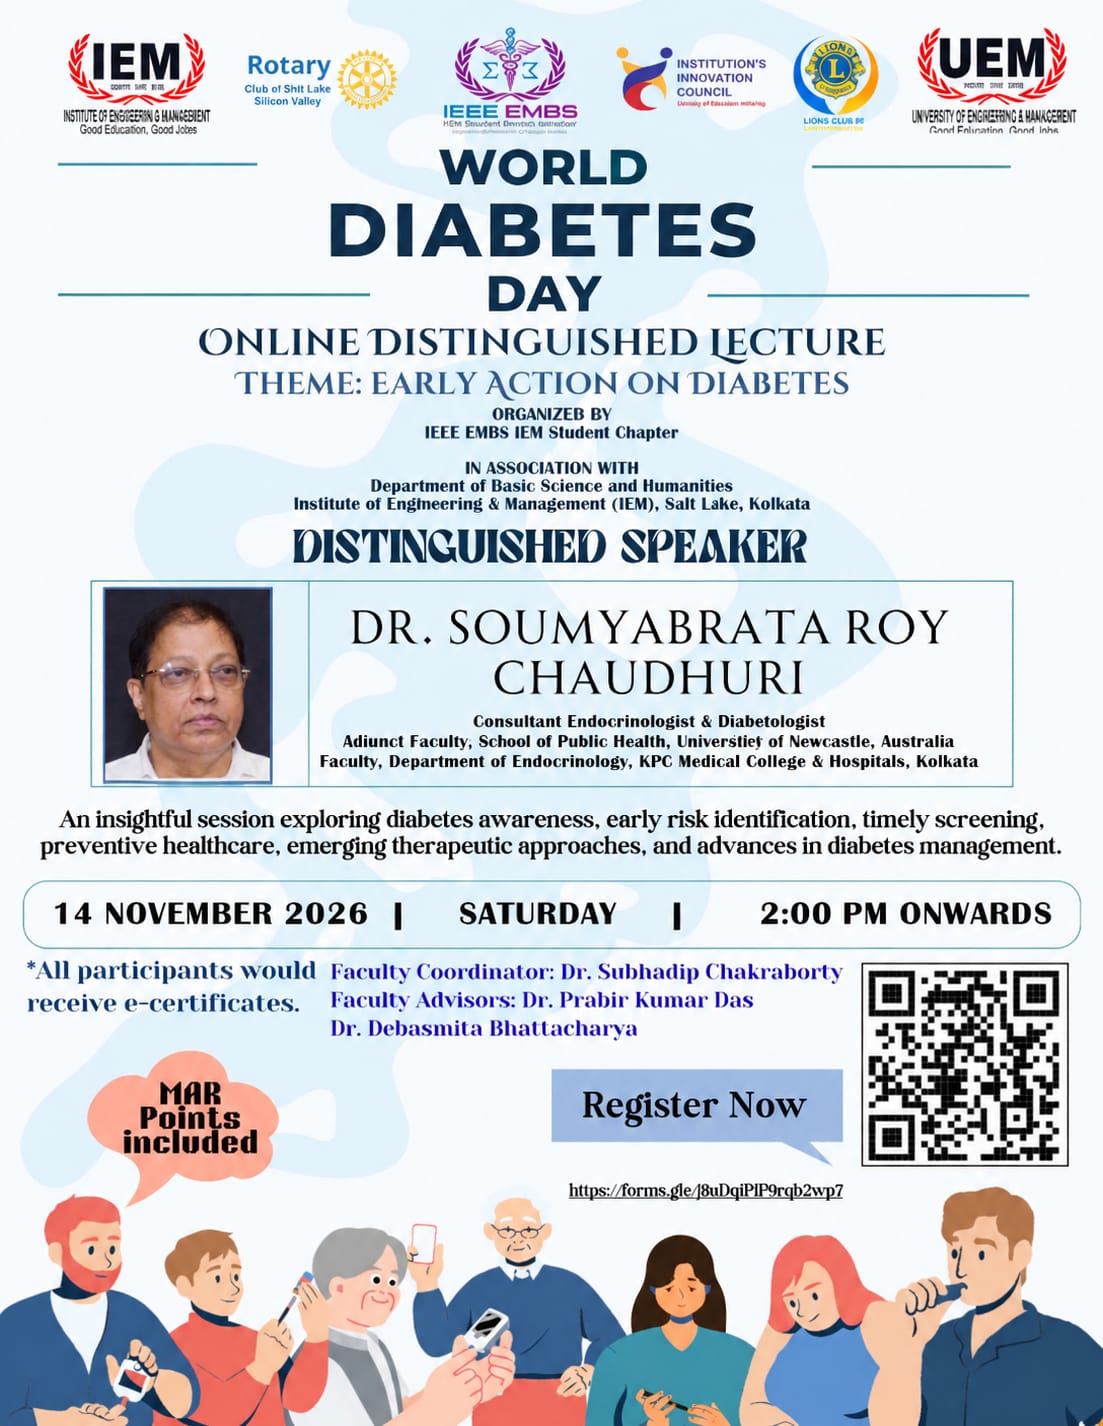 IEM
INSTITUTE OF ENGINEERING & MANAGEMENT
Good Education, Good Jobes
Rotary
Club of Shlt Lake
Silicon Valley
IEEE EMBS
INSTITUTION'S
INNOVATION
COUNCIL
LIONS
L
LIONS CLUB
UEM
UNIVERSITY OF ENGREERING & MANKGERENT
WORLD
DIABETES
DAY
ONLINE DISTINGUISHED LECTURE
THEME: EARLY ACTION ON DIABETES
ORGANIZEB BY
IEEE EMBS IEM Student Chapter
IN ASSOCIATION WITH
Department of Basic Science and Humanities
Institute of Engineering & Management (IEM), Salt Lake, Kolkata
DISTINGUISHED SPEAKER
DR. SOUMYABRATA ROY
CHAUDHURI
Consultant Endocrinologist & Diabetologist
Adiunct Faculty, School of Public Health, Universtief of Newcastle, Australia
Faculty, Department of Endocrinology, KPC Medical College & Hospitals, Kolkata
An insightful session exploring diabetes awareness, early risk identification, timely screening,
preventive healthcare, emerging therapeutic approaches, and advances in diabetes management.
14 NOVEMBER 2026 | SATURDAY | 2:00 PM ONWARDS
*All participants would
receive e-certificates.
Faculty Coordinator: Dr. Subhadip Chakraborty
Faculty Advisors: Dr. Prabir Kumar Das
Dr. Debasmita Bhattacharya
MAR
Points
included
Register Now
https://forms.gle/J8uDqiPlP9rqb2wp7